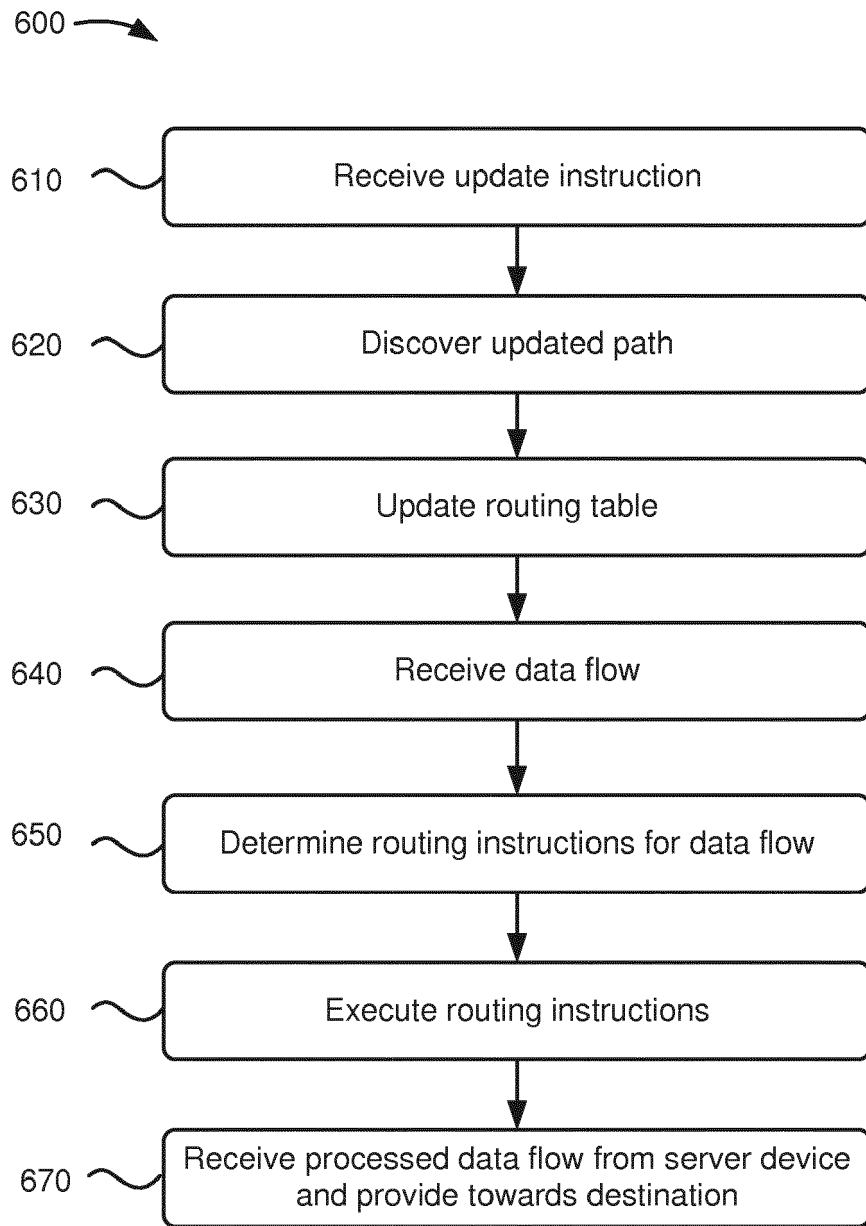 600
610
Receive update instruction
620
Discover updated path
630
Update routing table
640
Receive data flow
650
Determine routing instructions for data flow
660
Execute routing instructions
670
Receive processed data flow from server device
and provide towards destination